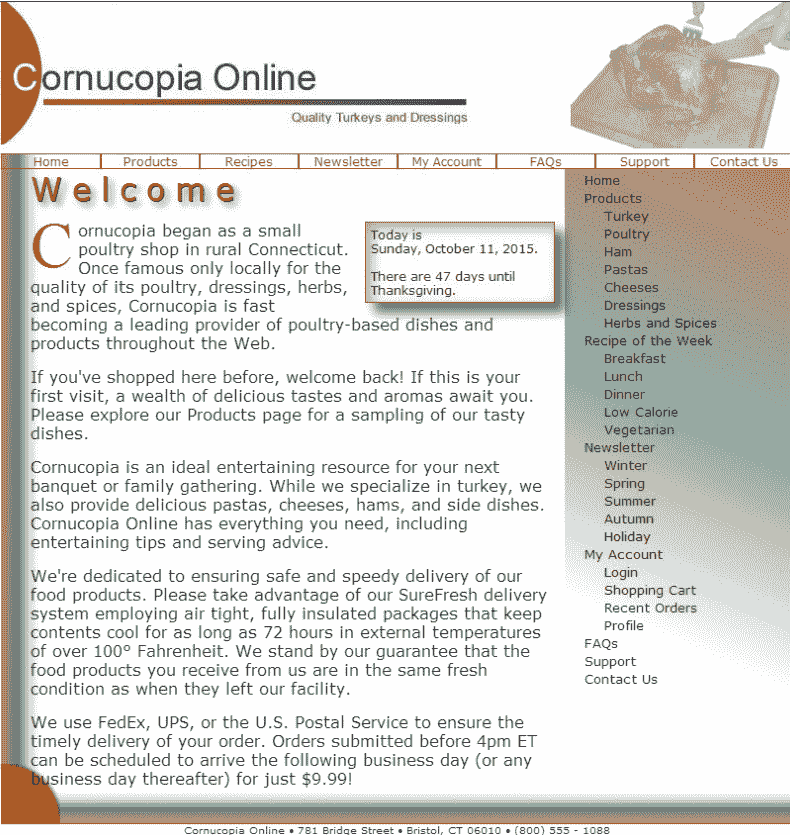 Cornucopia Online
Quality Turkeys and Dressings
Home Products Recipes Newsletter My Account FAQs Support Contact Us
Welcome
Cornucopia began as a small
poultry shop in rural Connecticut.
Once famous only locally for the
quality of its poultry, dressings, herbs,
and spices, Cornucopia is fast
becoming a leading provider of poultry-based dishes and
products throughout the Web.
Today is
Sunday, October 11, 2015.
There are 47 days until
Thanksgiving.
If you've shopped here before, welcome back! If this is your
first visit, a wealth of delicious tastes and aromas await you.
Please explore our Products page for a sampling of our tasty
dishes.
Cornucopia is an ideal entertaining resource for your next
banquet or family gathering. While we specialize in turkey, we
also provide delicious pastas, cheeses, hams, and side dishes.
Cornucopia Online has everything you need, including
entertaining tips and serving advice.
We're dedicated to ensuring safe and speedy delivery of our
food products. Please take advantage of our SureFresh delivery
system employing air tight, fully insulated packages that keep
contents cool for as long as 72 hours in external temperatures
of over 100° Fahrenheit. We stand by our guarantee that the
food products you receive from us are in the same fresh
condition as when they left our facility.
We use FedEx, UPS, or the U.S. Postal Service to ensure the
timely delivery of your order. Orders submitted before 4pm ET
can be scheduled to arrive the following business day (or any
business day thereafter) for just $9.99!
Home
Products
Turkey
Poultry
Ham
Pastas
Cheeses
Dressings
Herbs and Spices
Recipe of the Week
Breakfast
Lunch
Dinner
Low Calorie
Vegetarian
Newsletter
Winter
Spring
Summer
Autumn
Holiday
My Account
Login
Shopping Cart
Recent Orders
Profile
FAQs
Support
Contact Us
Cornucopia Online • 781 Bridge Street • Bristol, CT 06010 • (800) 555 - 1088